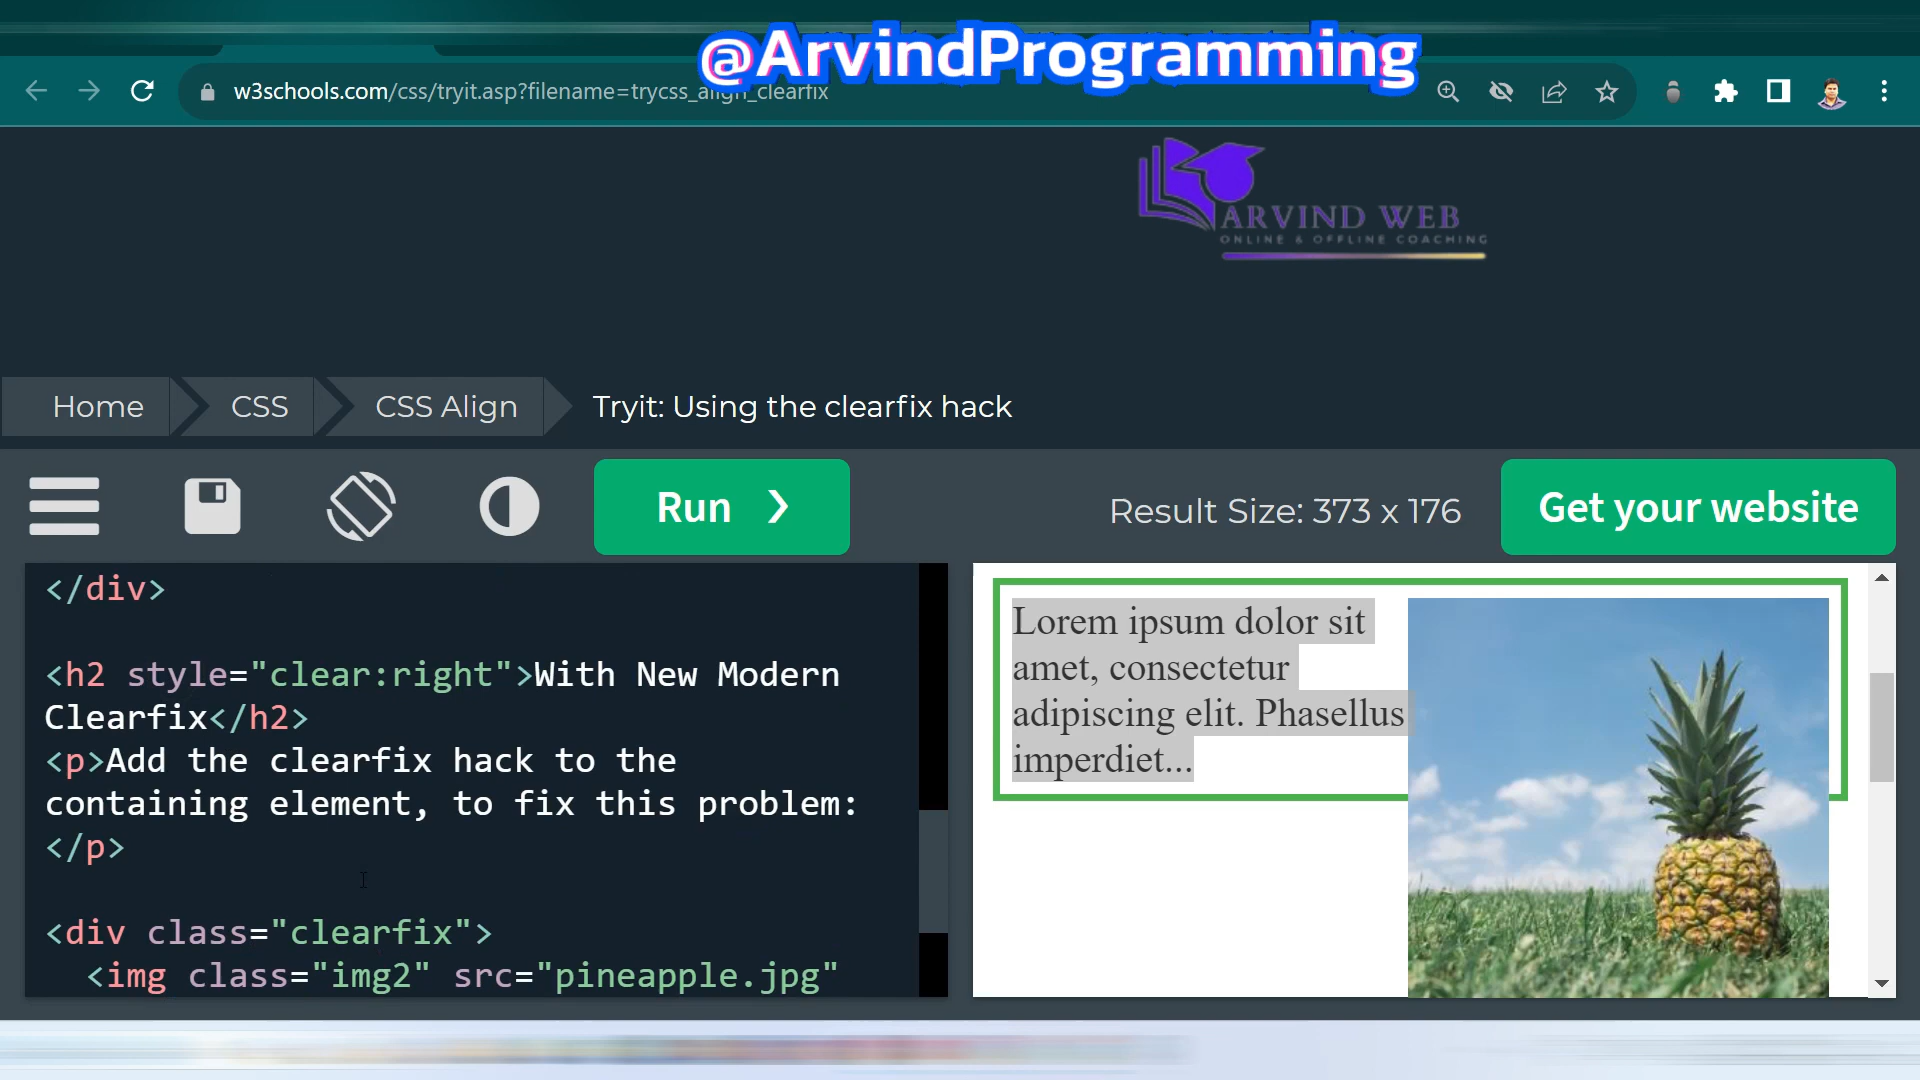 @ArvindProgramming
w3schools.com/css/tryit.asp?filename=trycss_align_clearfix
ARVIND WEB
ONLINE & OFFLINE COACHING
Home
CSS
CSS Align
Tryit: Using the clearfix hack
Run ❯
Result Size: 373 x 176
Get your website
</div>
<h2 style="clear:right">With New Modern
Clearfix</h2>
<p>Add the clearfix hack to the
containing element, to fix this problem:
</p>
<div class="clearfix">
<img class="img2" src="pineapple.jpg"
Lorem ipsum dolor sit
amet, consectetur
adipiscing elit. Phasellus
imperdiet...